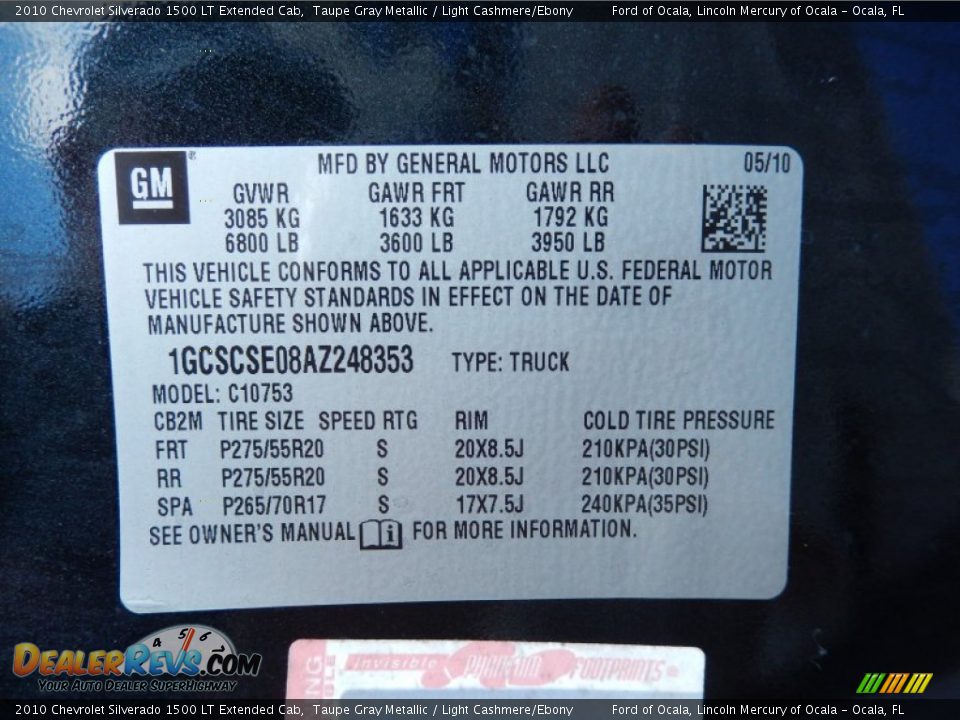 2010 Chevrolet Silverado 1500 LT Extended Cab,  Taupe Gray Metallic / Light Cashmere/Ebony    Ford of Ocala, Lincoln Mercury of Ocala - Ocala, FL
GM ® MFD BY GENERAL MOTORS LLC 05/10
GVWR GAWR FRT GAWR RR
3085 KG 1633 KG 1792 KG
6800 LB 3600 LB 3950 LB
THIS VEHICLE CONFORMS TO ALL APPLICABLE U.S. FEDERAL MOTOR
VEHICLE SAFETY STANDARDS IN EFFECT ON THE DATE OF
MANUFACTURE SHOWN ABOVE.
1GCSCSE08AZ248353 TYPE: TRUCK
MODEL: C10753
CB2M TIRE SIZE SPEED RTG RIM COLD TIRE PRESSURE
FRT P275/55R20 S 20X8.5J 210KPA(30PSI)
RR P275/55R20 S 20X8.5J 210KPA(30PSI)
SPA P265/70R17 S 17X7.5J 240KPA(35PSI)
SEE OWNER'S MANUAL i FOR MORE INFORMATION.
invisible PHANTOM FOOTPRINTS
4 5 6
DEALERREVS.COM
YOUR AUTO DEALER SUPERHIGHWAY
2010 Chevrolet Silverado 1500 LT Extended Cab,  Taupe Gray Metallic / Light Cashmere/Ebony    Ford of Ocala, Lincoln Mercury of Ocala - Ocala, FL